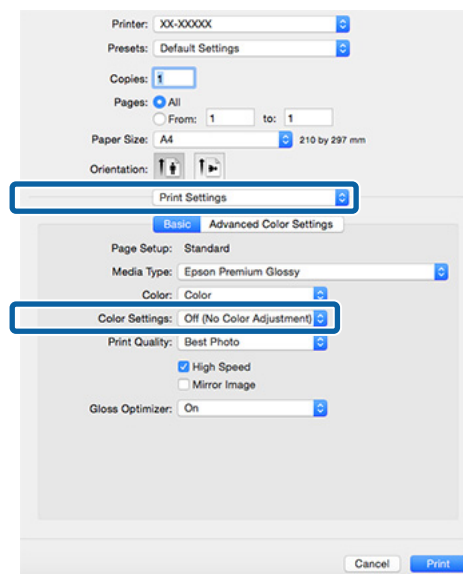 Printer: XX-XXXXX
Presets: Default Settings
Copies: 1
Pages: All
From: 1 to: 1
Paper Size: A4 210 by 297 mm
Orientation:
Print Settings
Basic Advanced Color Settings
Page Setup: Standard
Media Type: Epson Premium Glossy
Color: Color
Color Settings: Off (No Color Adjustment)
Print Quality: Best Photo
High Speed
Mirror Image
Gloss Optimizer: On
Cancel Print